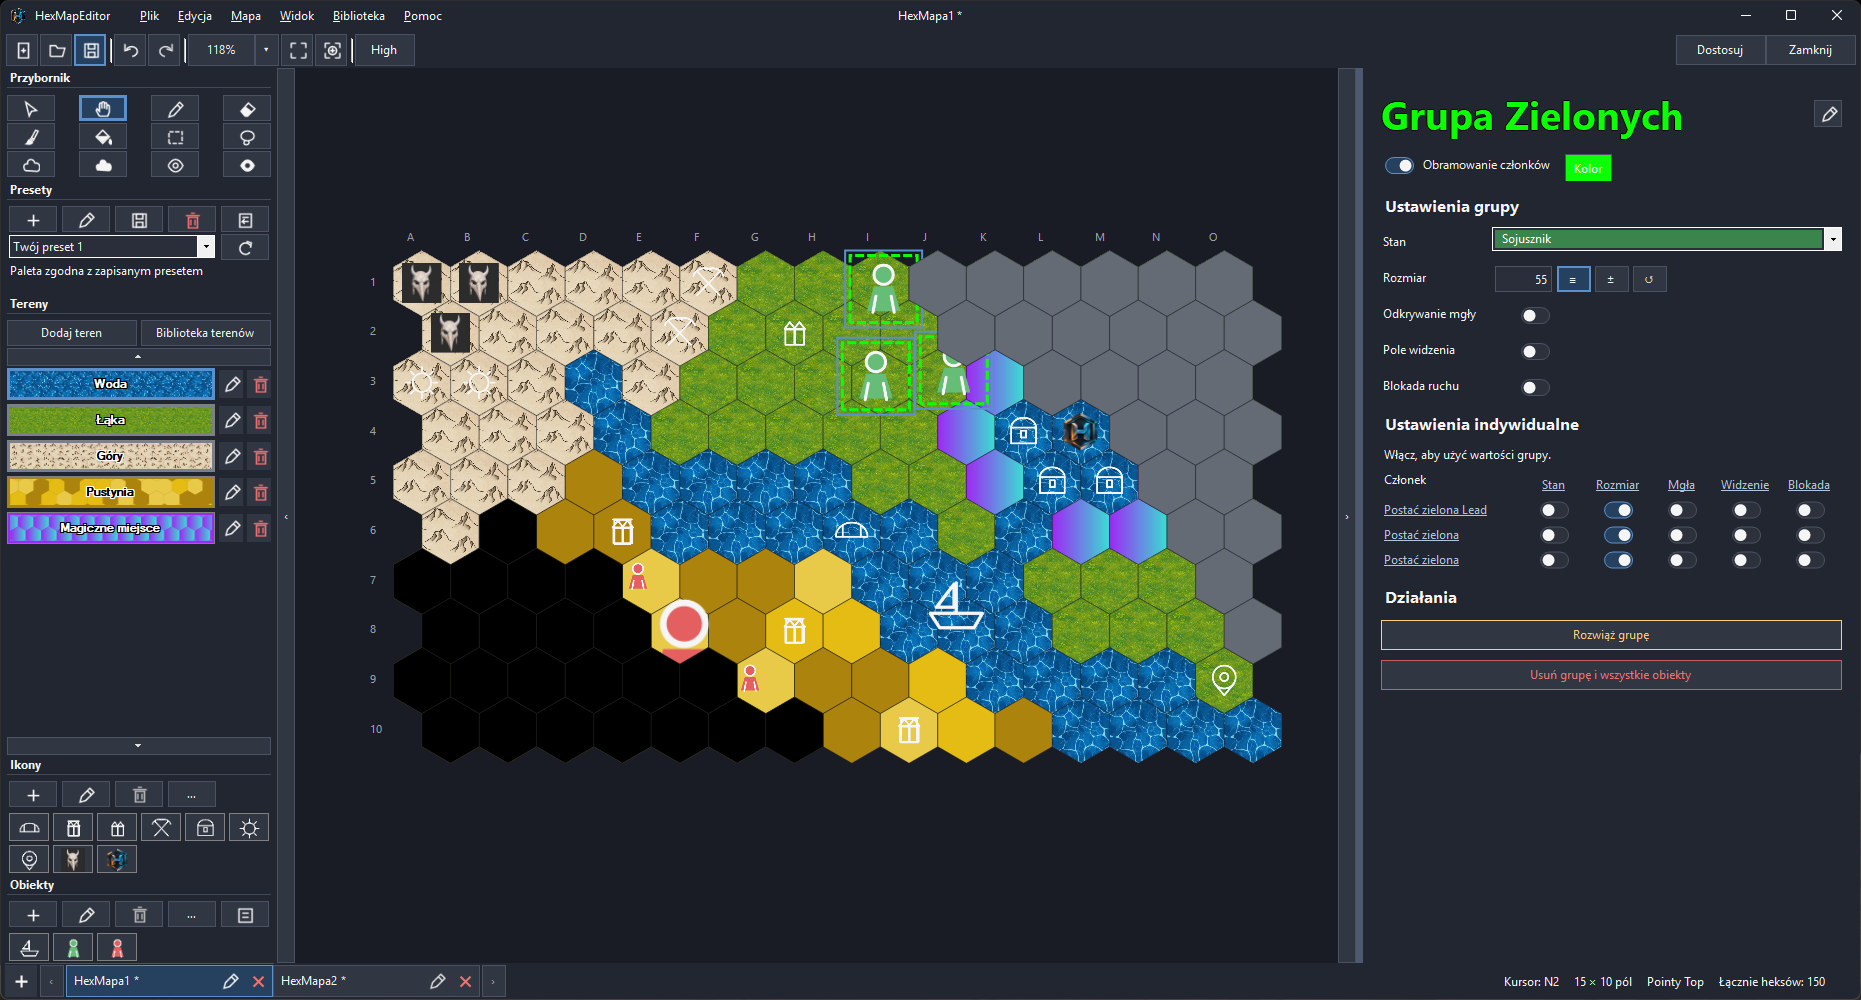 HexMapEditor Plik Edycja Mapa Widok Biblioteka Pomoc HexMapa1 *
118% High Dostosuj Zamknij
Przybornik
Presety
Twój preset 1
Paleta zgodna z zapisanym presetem
Tereny
Dodaj teren Biblioteka terenów
Woda
Łąka
Góry
Pustynia
Magiczne miejsce
Ikony
...
Obiekty
...
A B C D E F G H I J K L M N O
1
2
3
4
5
6
7
8
9
10
Grupa Zielonych
Obramowanie członków Kolor
Ustawienia grupy
Stan Sojusznik
Rozmiar 55 = ±
Odkrywanie mgły
Pole widzenia
Blokada ruchu
Ustawienia indywidualne
Włącz, aby użyć wartości grupy.
Członek Stan Rozmiar Mgła Widzenie Blokada
Postać zielona Lead
Postać zielona
Postać zielona
Działania
Rozwiąż grupę
Usuń grupę i wszystkie obiekty
HexMapa1 * HexMapa2 *
Kursor: N2 15 × 10 pól Pointy Top Łącznie heksów: 150